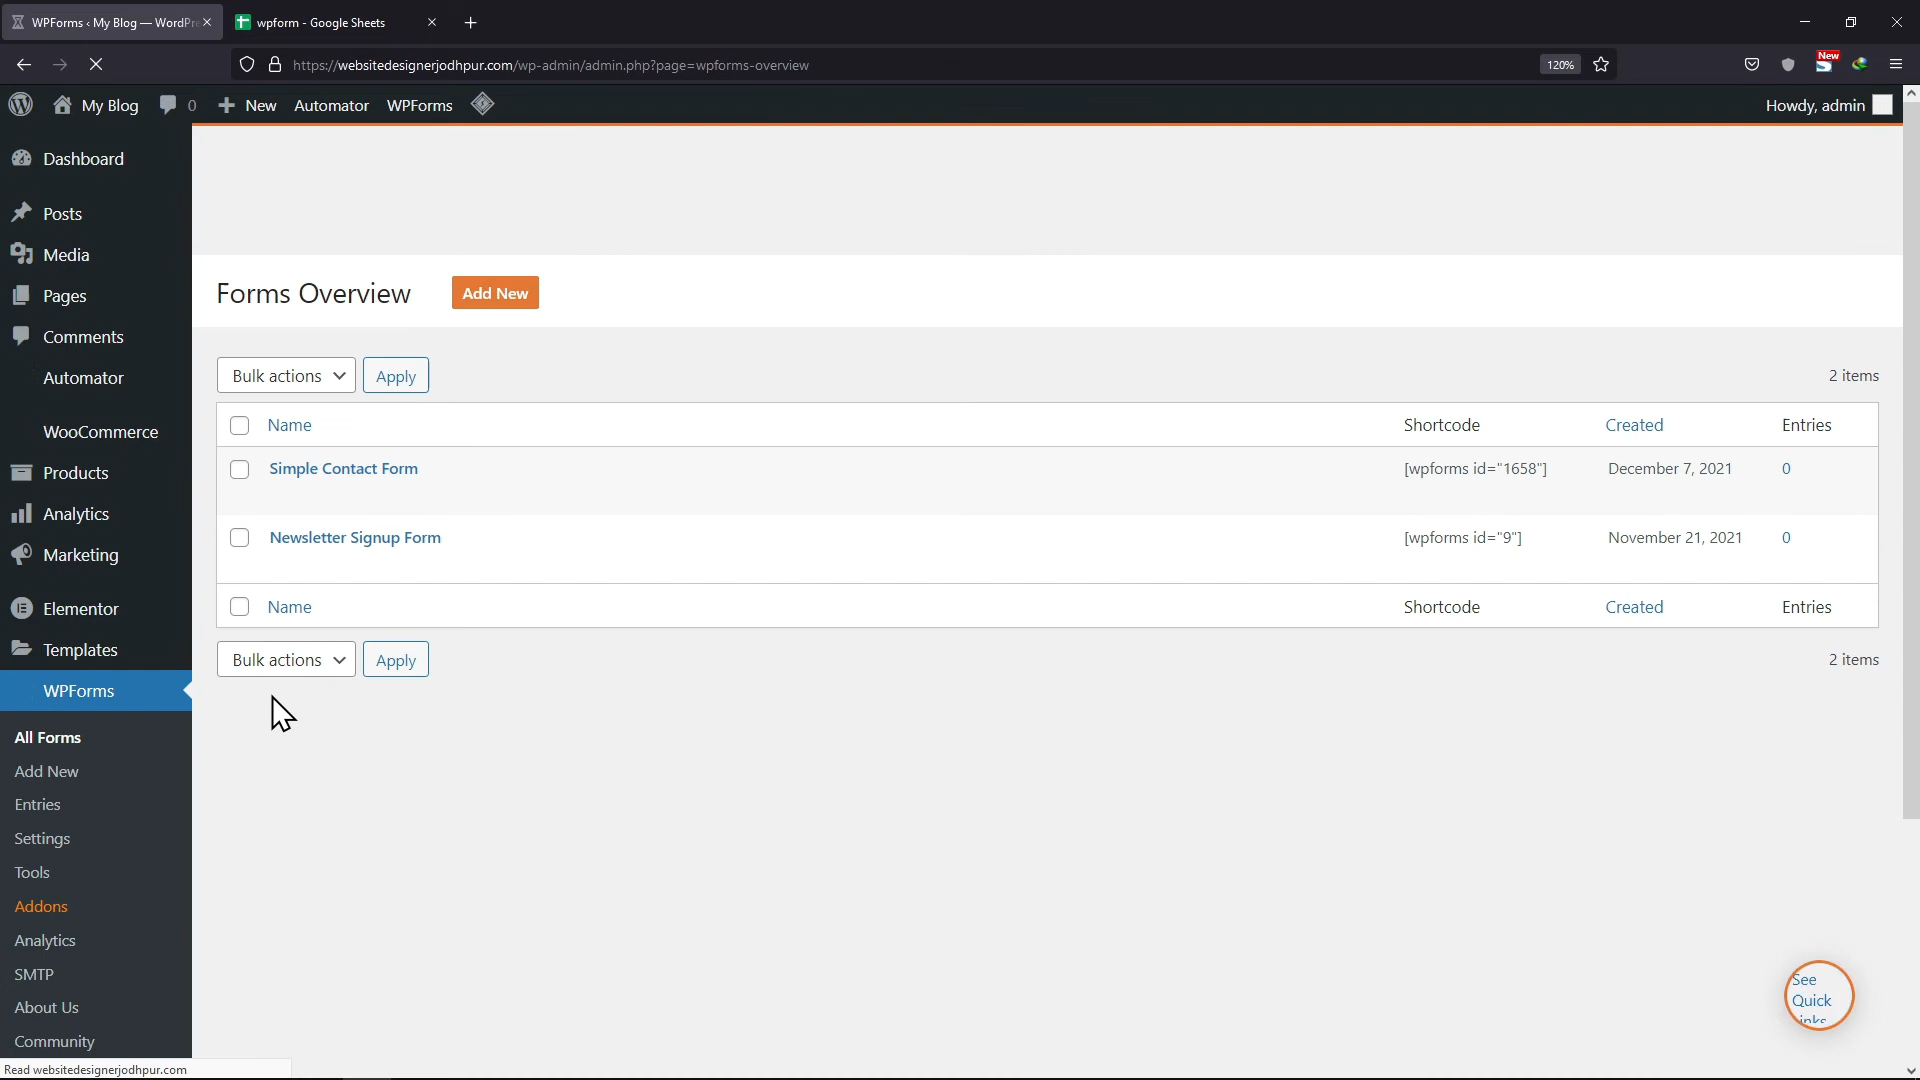 WPForms ‹ My Blog — WordPre
wpform - Google Sheets
https://websitedesignerjodhpur.com/wp-admin/admin.php?page=wpforms-overview
120%
New
My Blog
0
New
Automator
WPForms
Howdy, admin
Dashboard
Posts
Media
Pages
Comments
Automator
WooCommerce
Products
Analytics
Marketing
Elementor
Templates
WPForms
All Forms
Add New
Entries
Settings
Tools
Addons
Analytics
SMTP
About Us
Community
Forms Overview
Add New
Bulk actions
Apply
2 items
Name Shortcode Created Entries
Simple Contact Form [wpforms id="1658"] December 7, 2021 0
Newsletter Signup Form [wpforms id="9"] November 21, 2021 0
Name Shortcode Created Entries
Bulk actions
Apply
2 items
See
Quick
Links
Read websitedesignerjodhpur.com